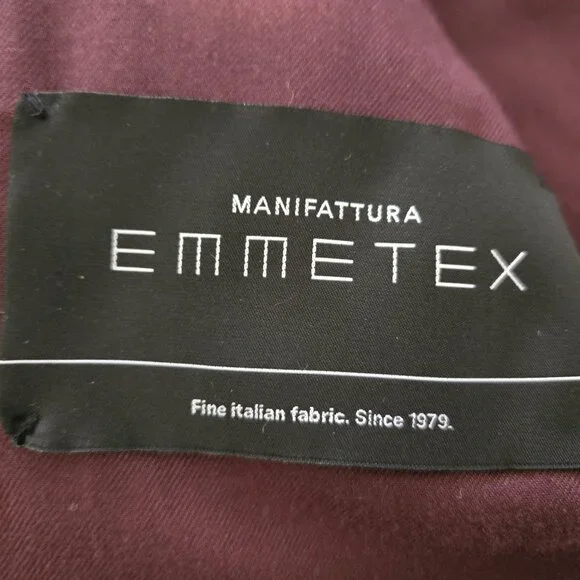 MANIFATTURA
EMMETEX
Fine italian fabric. Since 1979.